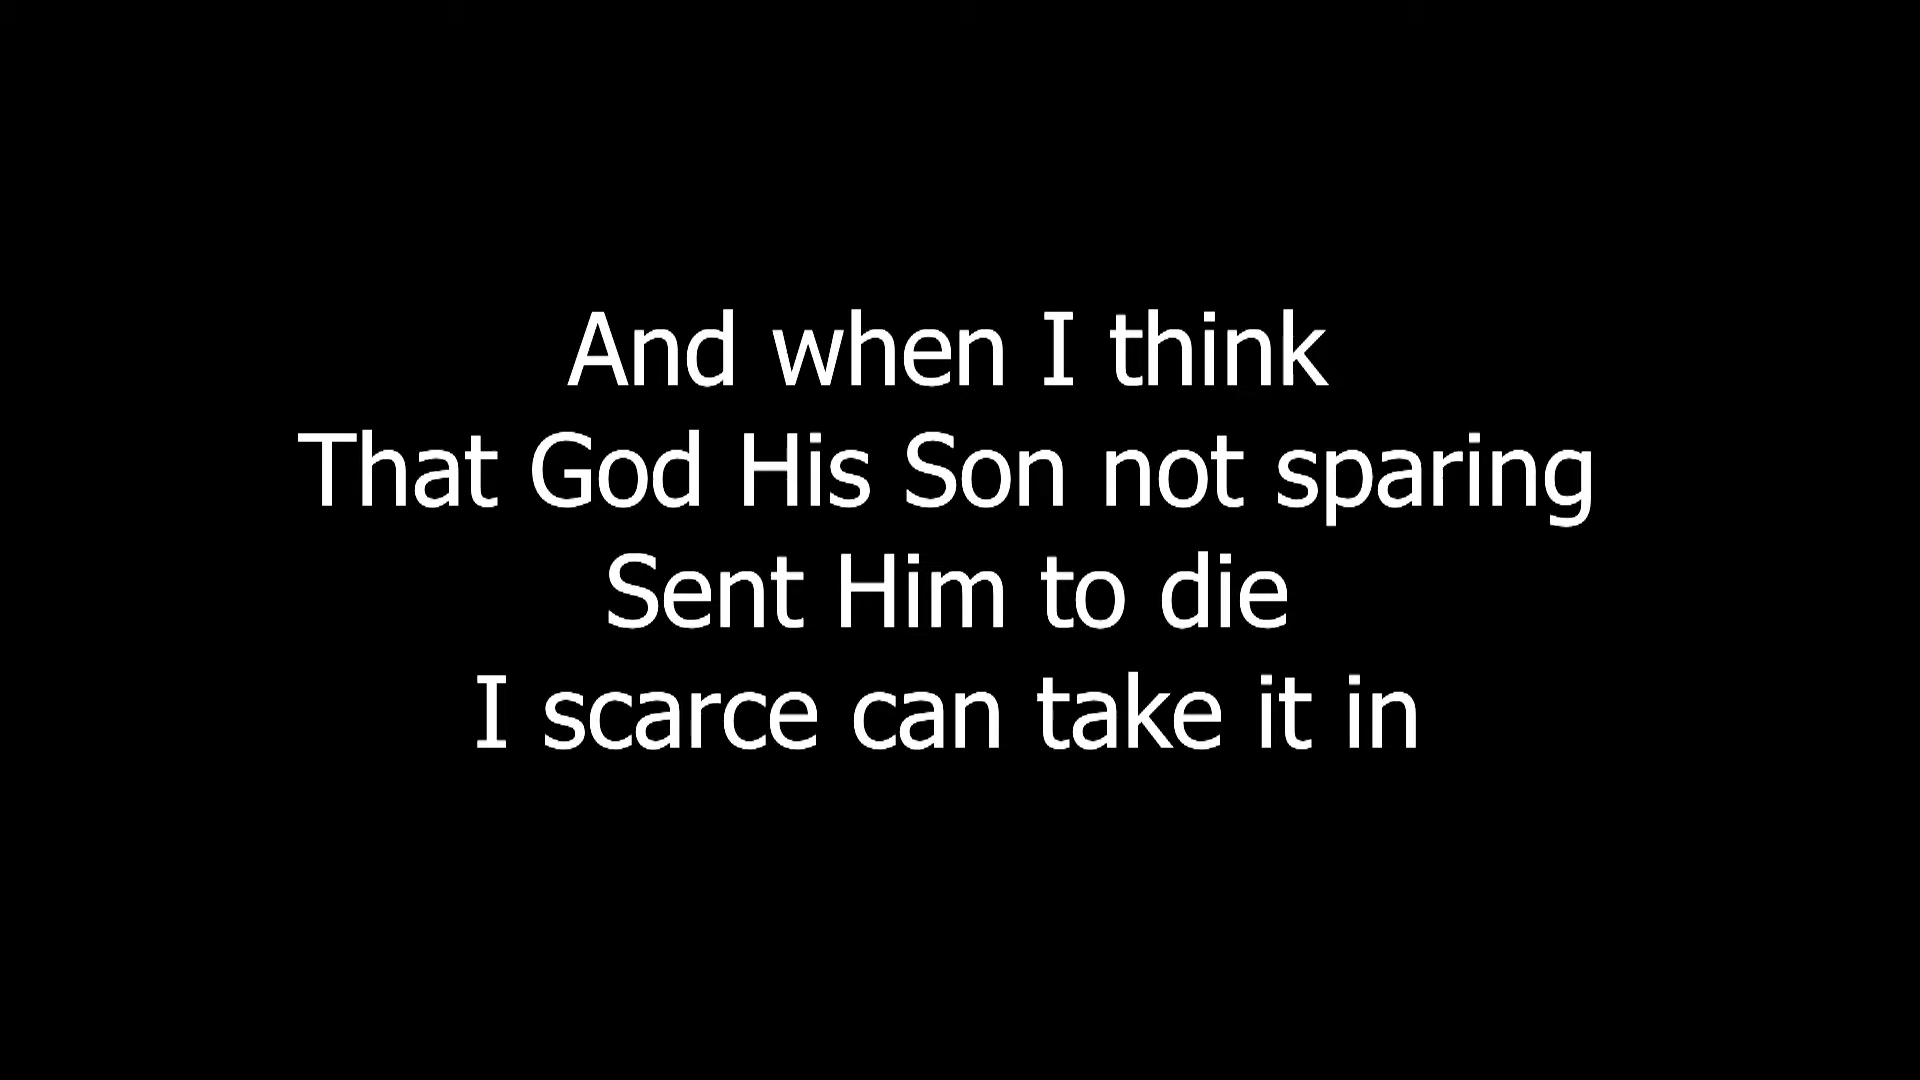 And when I think
That God His Son not sparing
Sent Him to die
I scarce can take it in